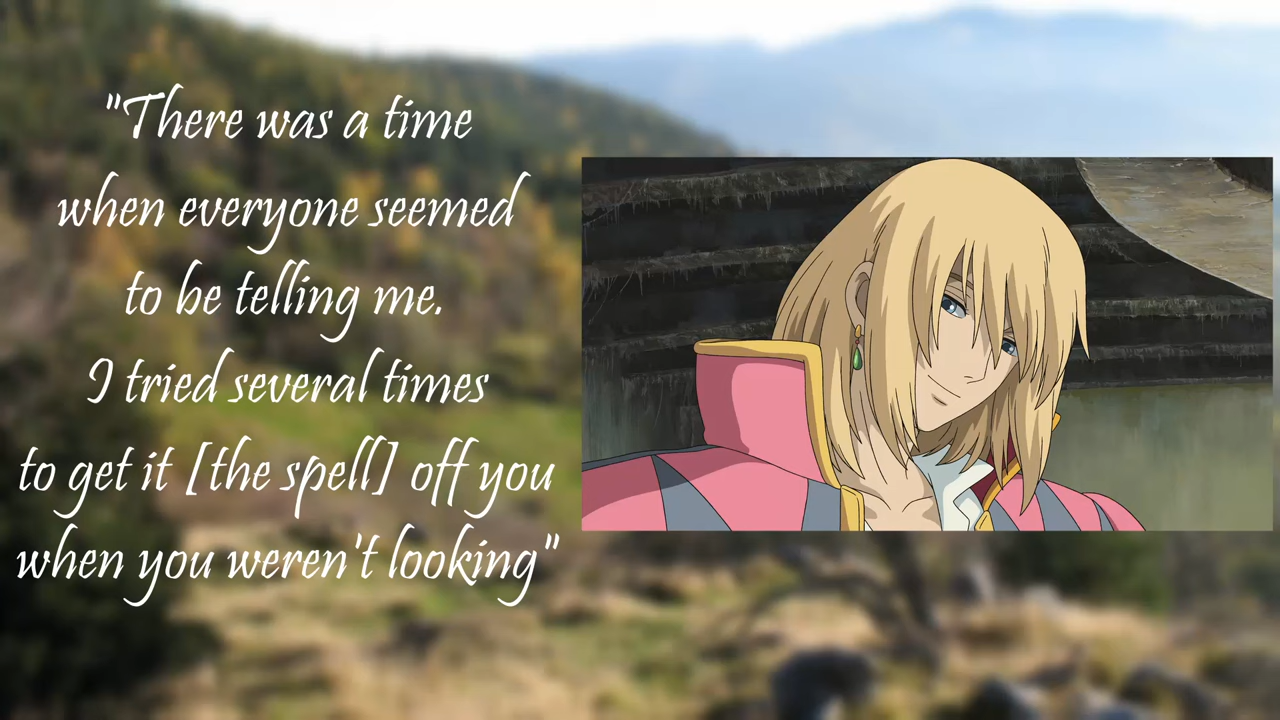 "There was a time
when everyone seemed
to be telling me.
I tried several times
to get it [the spell] off you
when you weren't looking"